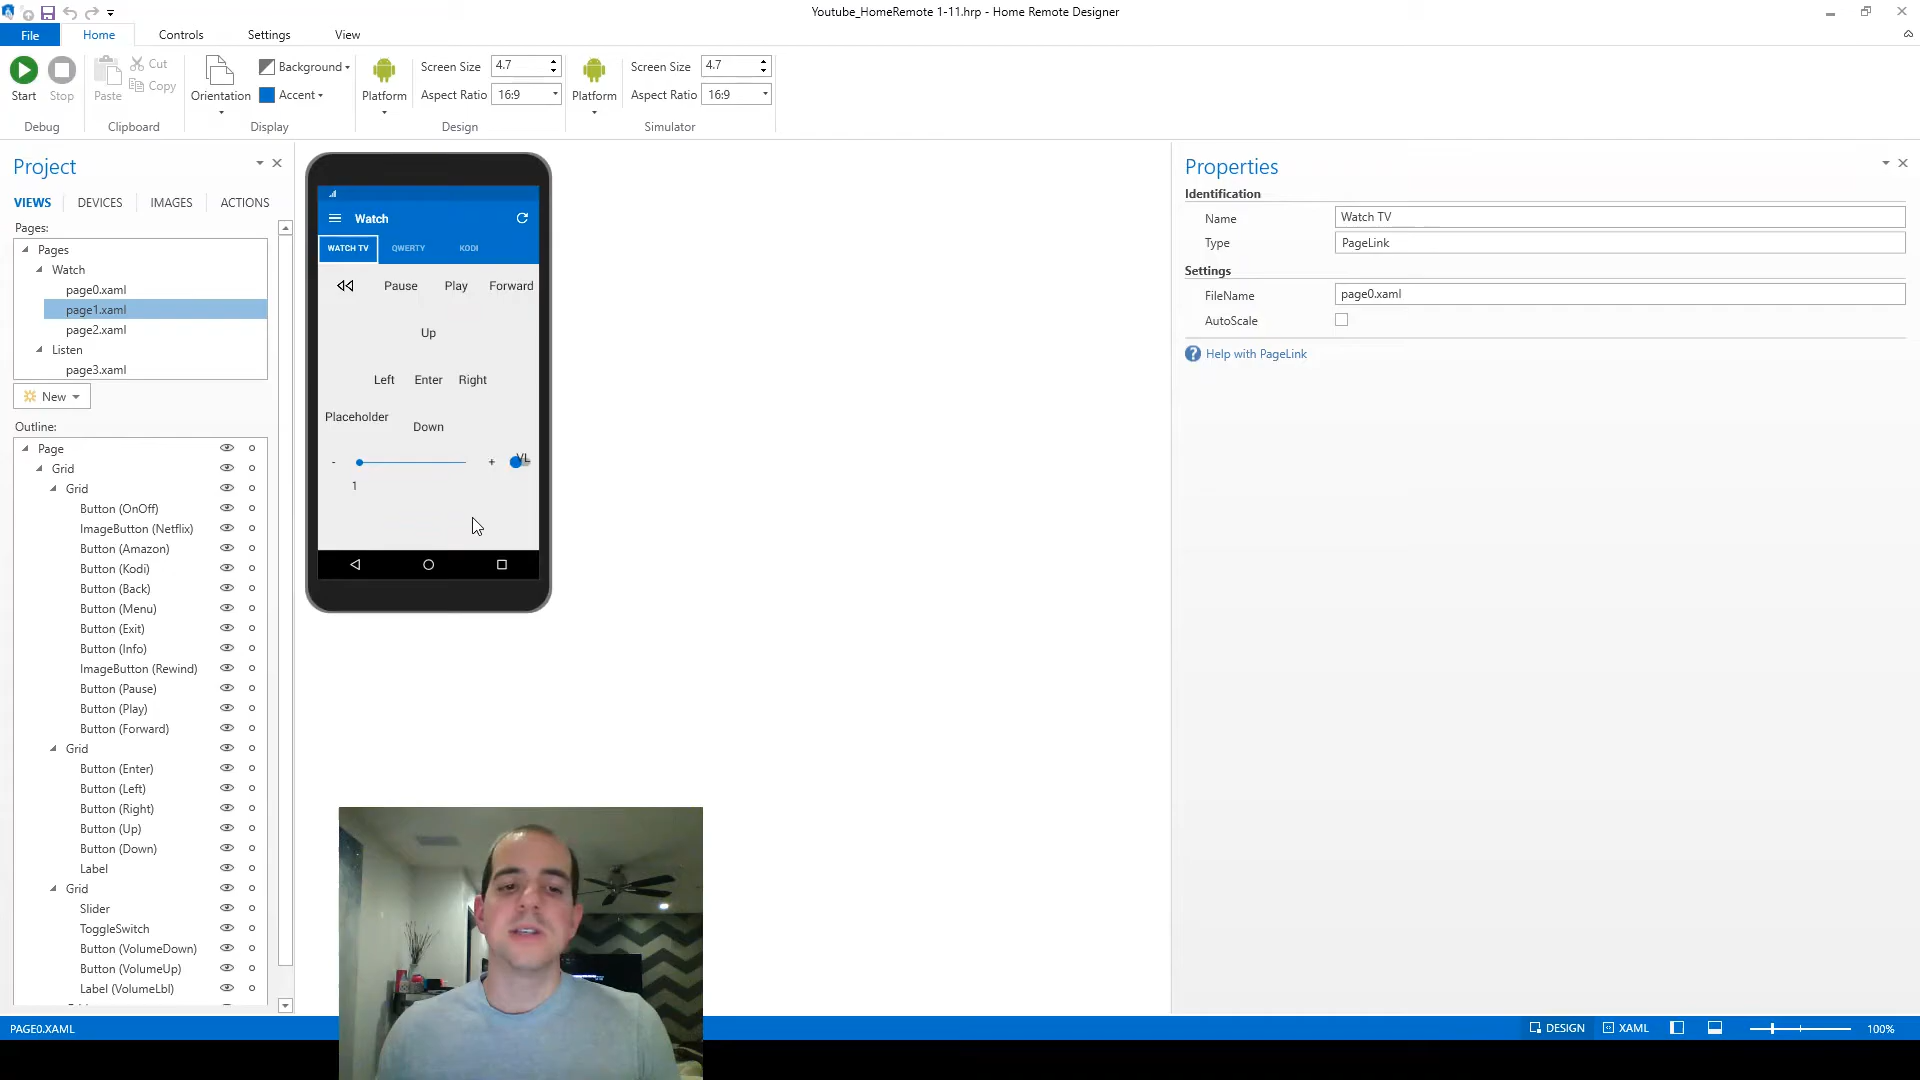 Youtube_HomeRemote 1-11.hrp - Home Remote Designer
File Home Controls Settings View
Start Stop
Debug
Paste Cut Copy
Clipboard
Orientation Background Accent
Display
Platform Screen Size 4.7
Aspect Ratio 16:9
Design
Platform Screen Size 4.7
Aspect Ratio 16:9
Simulator
Project
VIEWS DEVICES IMAGES ACTIONS
Pages:
Pages
Watch
page0.xaml
page1.xaml
page2.xaml
Listen
page3.xaml
New
Outline:
Page
Grid
Grid
Button (OnOff)
ImageButton (Netflix)
Button (Amazon)
Button (Kodi)
Button (Back)
Button (Menu)
Button (Exit)
Button (Info)
ImageButton (Rewind)
Button (Pause)
Button (Play)
Button (Forward)
Grid
Button (Enter)
Button (Left)
Button (Right)
Button (Up)
Button (Down)
Label
Grid
Slider
ToggleSwitch
Button (VolumeDown)
Button (VolumeUp)
Label (VolumeLbl)
Watch
WATCH TV QWERTY KODI
Pause Play Forward
Up
Left Enter Right
Placeholder
Down
- + VL
1
Properties
Identification
Name Watch TV
Type PageLink
Settings
FileName page0.xaml
AutoScale
Help with PageLink
PAGE0.XAML
DESIGN XAML 100%